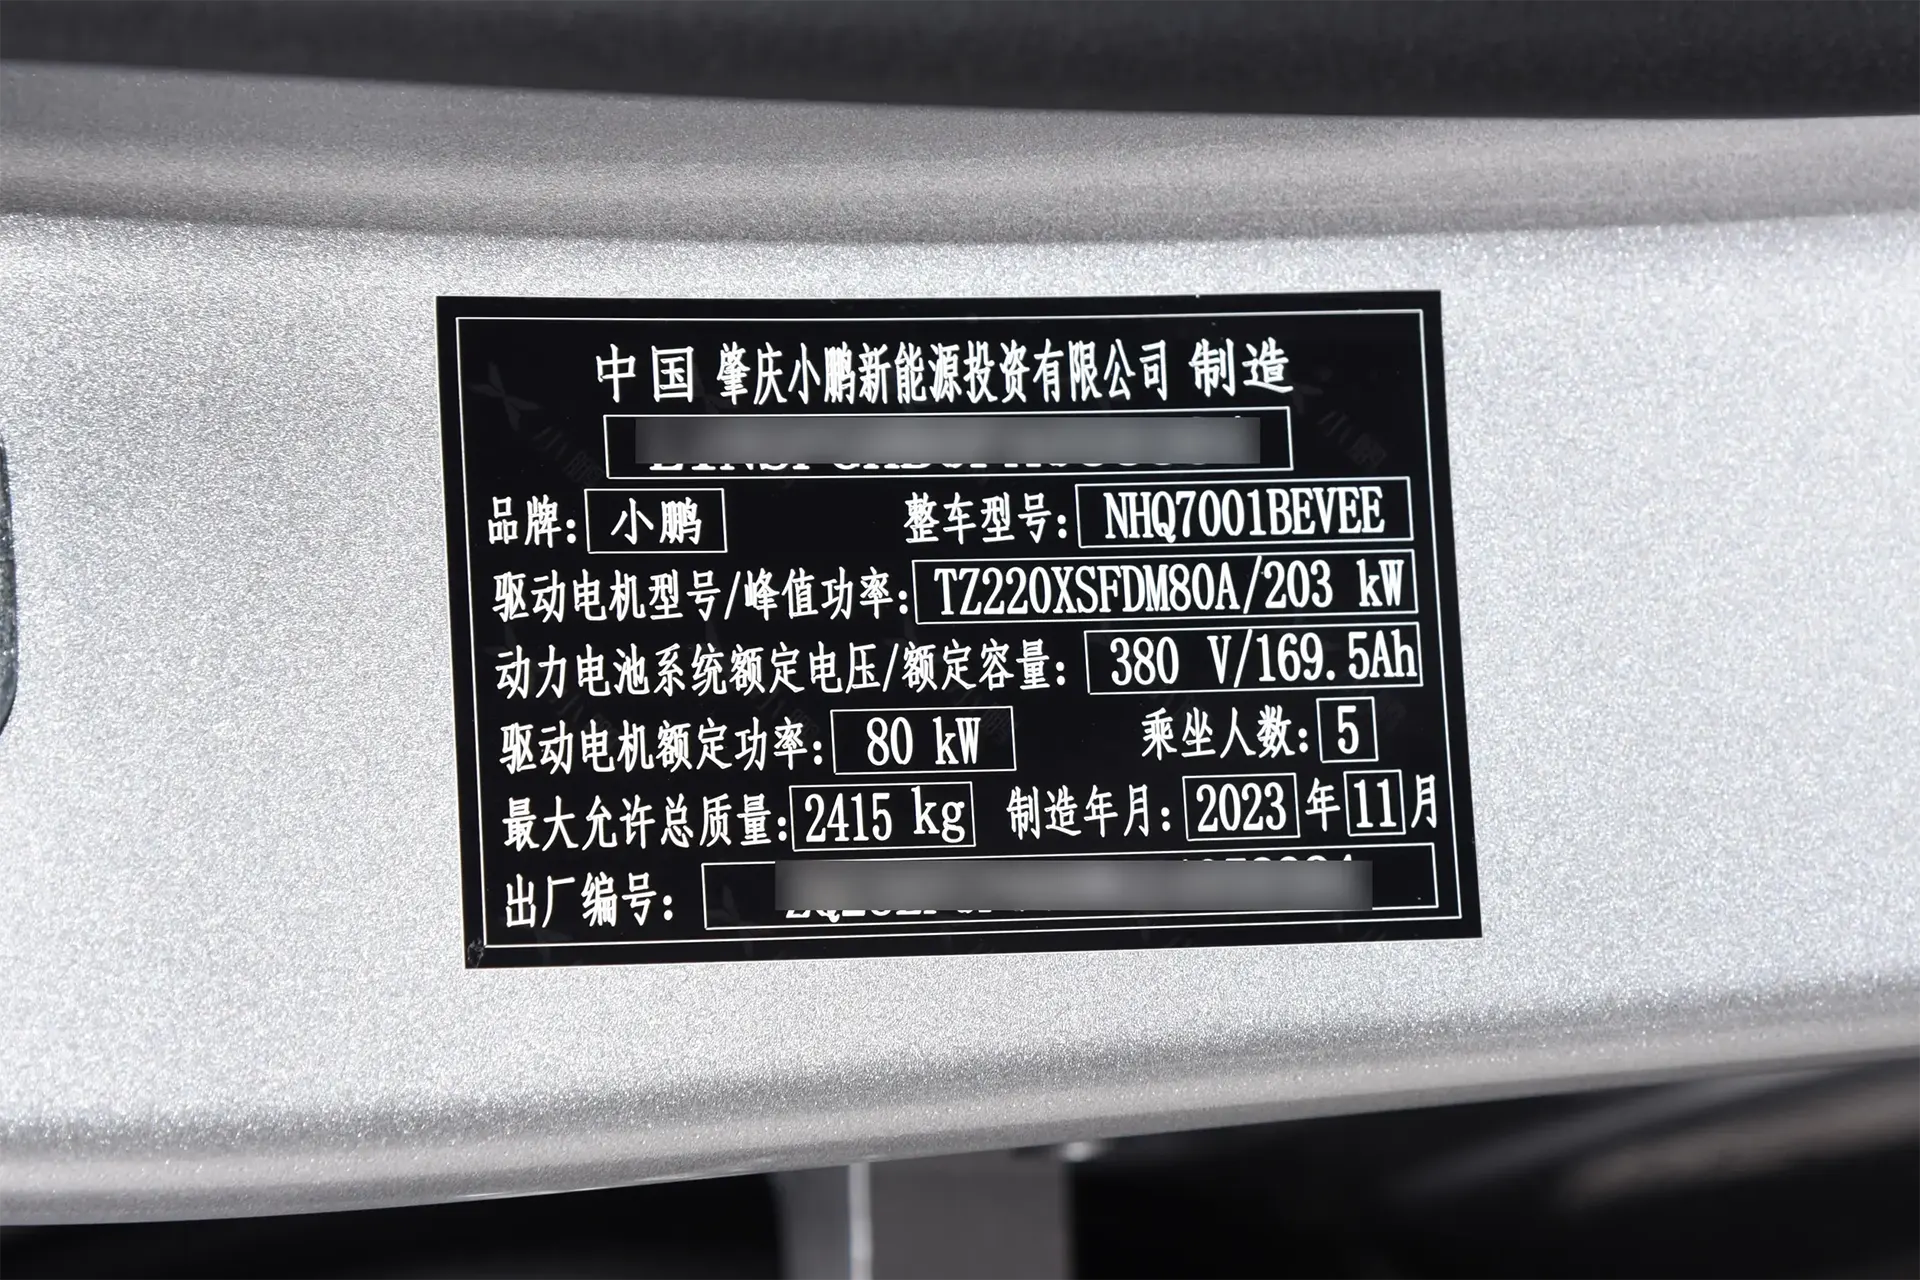 中国 肇庆小鹏新能源投资有限公司 制造
品牌: 小鹏 整车型号: NHQ7001BEVEE
驱动电机型号/峰值功率: TZ220XSFDM80A/203 kW
动力电池系统额定电压/额定容量: 380 V/169.5Ah
驱动电机额定功率: 80 kW 乘坐人数: 5
最大允许总质量: 2415 kg 制造年月: 2023 年 11 月
出厂编号: